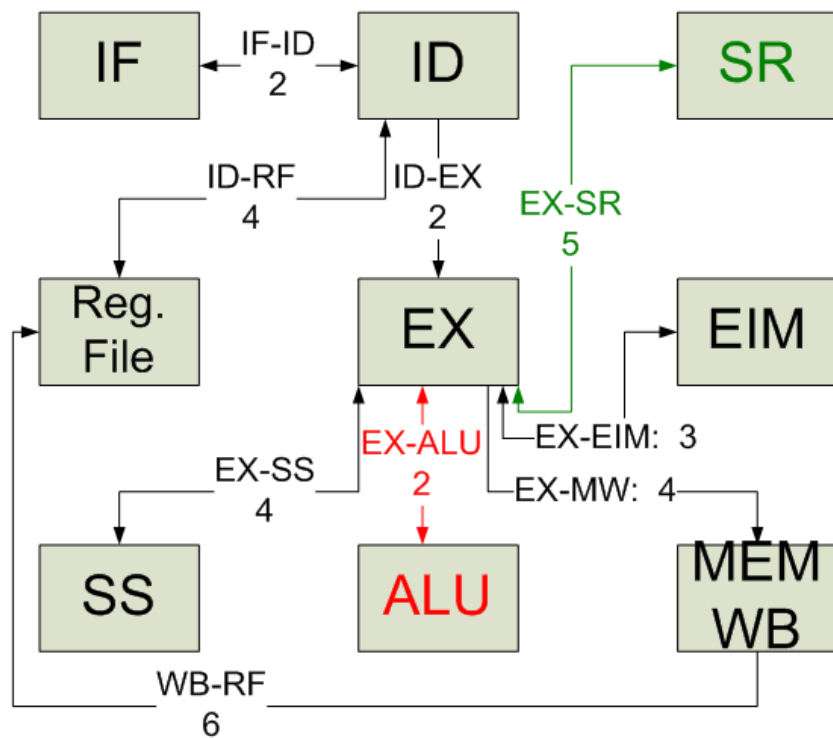 IF
IF-ID
2
ID
SR
ID-RF
4
ID-EX
2
EX-SR
5
Reg.
File
EX
EIM
EX-SS
4
EX-ALU
2
EX-EIM: 3
EX-MW: 4
SS
ALU
MEM
WB
WB-RF
6